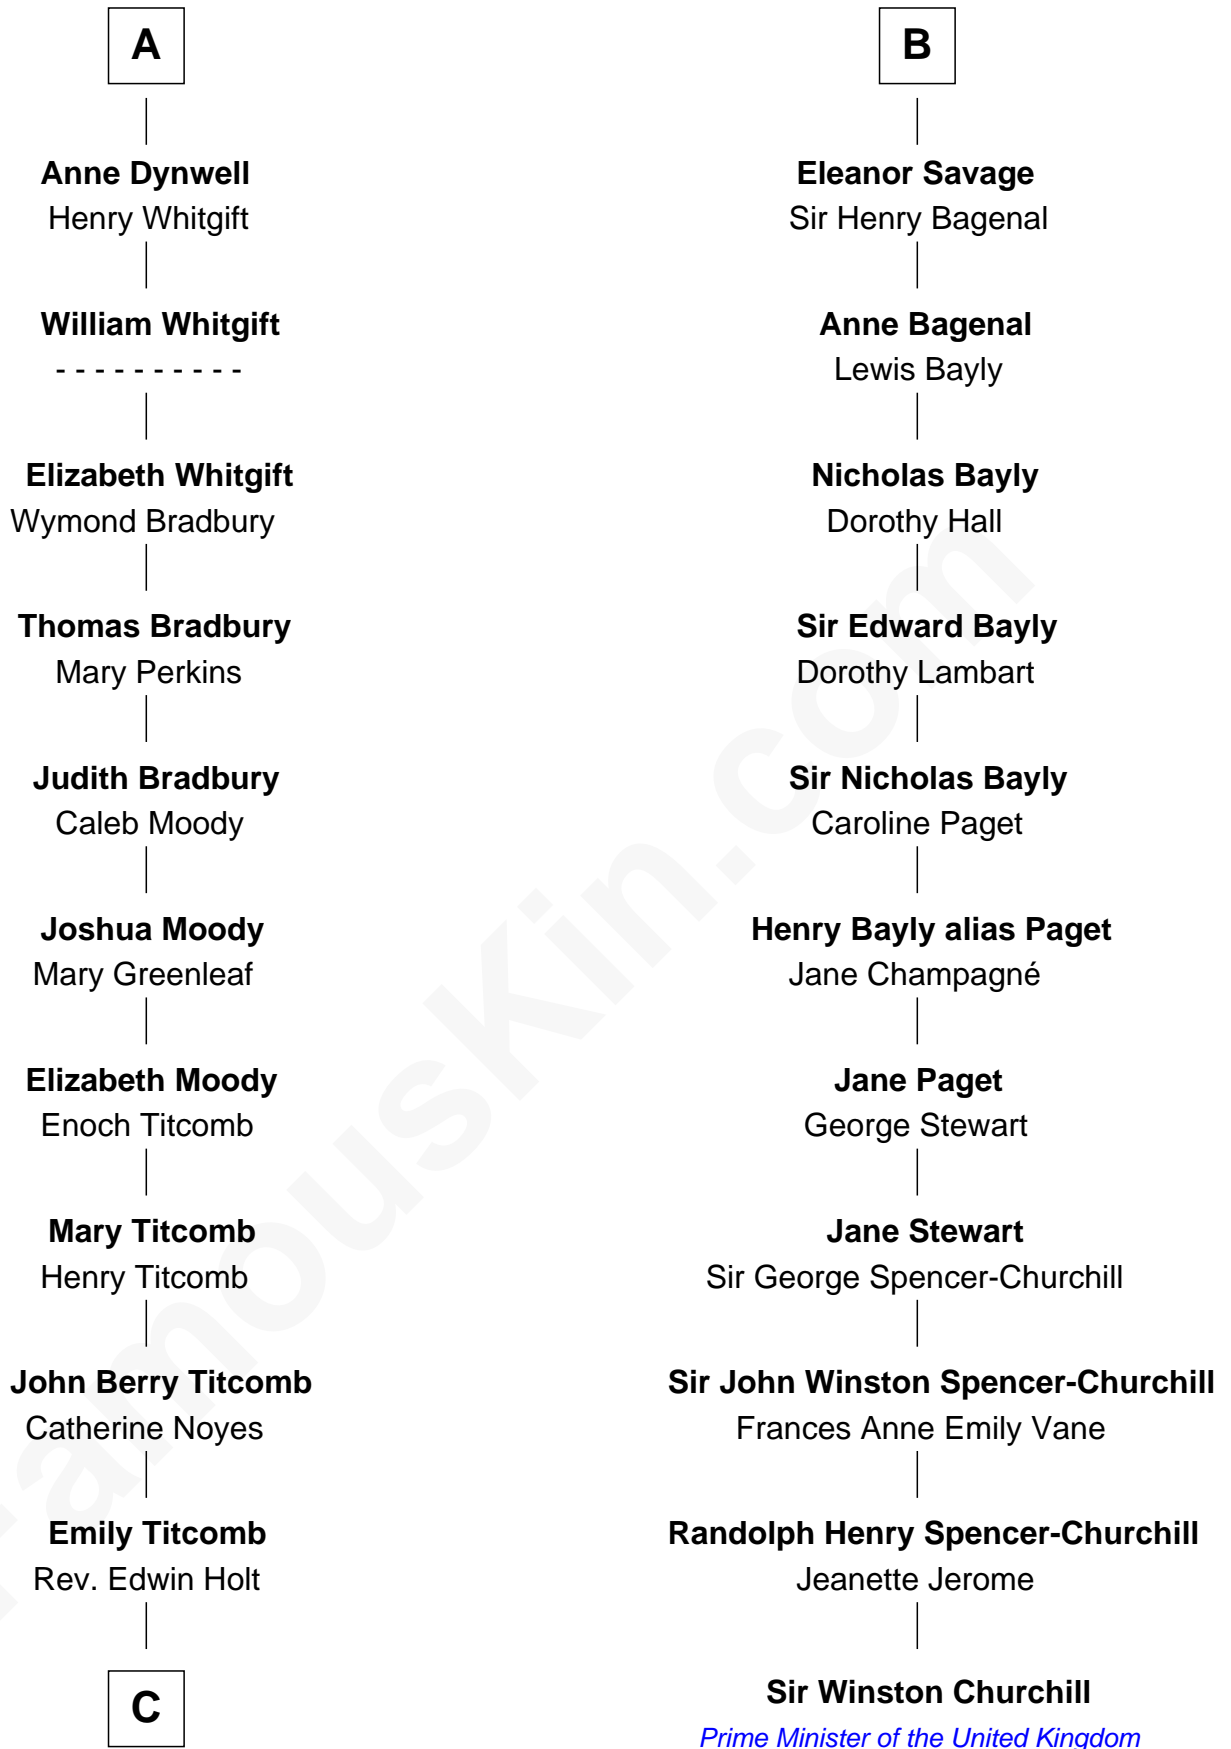 A
Anne Dynwell
Henry Whitgift
William Whitgift
- - - - - - - - - -
Elizabeth Whitgift
Wymond Bradbury
Thomas Bradbury
Mary Perkins
Judith Bradbury
Caleb Moody
Joshua Moody
Mary Greenleaf
Elizabeth Moody
Enoch Titcomb
Mary Titcomb
Henry Titcomb
John Berry Titcomb
Catherine Noyes
Emily Titcomb
Rev. Edwin Holt
C
B
Eleanor Savage
Sir Henry Bagenal
Anne Bagenal
Lewis Bayly
Nicholas Bayly
Dorothy Hall
Sir Edward Bayly
Dorothy Lambart
Sir Nicholas Bayly
Caroline Paget
Henry Bayly alias Paget
Jane Champagné
Jane Paget
George Stewart
Jane Stewart
Sir George Spencer-Churchill
Sir John Winston Spencer-Churchill
Frances Anne Emily Vane
Randolph Henry Spencer-Churchill
Jeanette Jerome
Sir Winston Churchill
Prime Minister of the United Kingdom
FamousKin.com